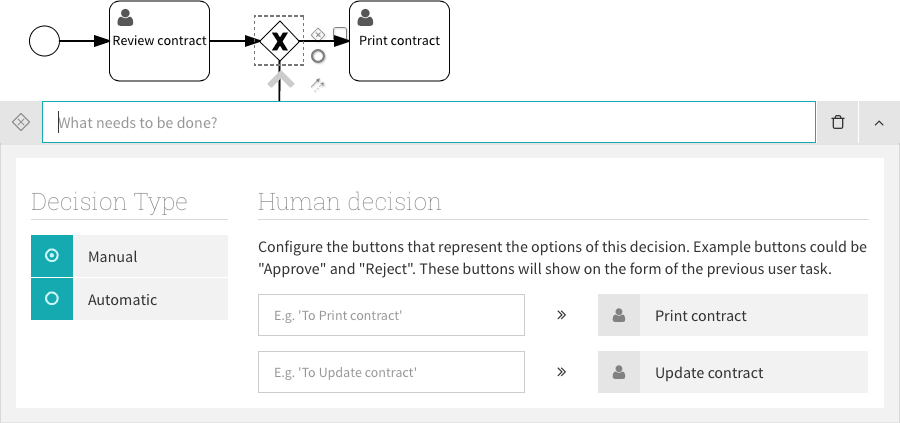 Review contract
Print contract
What needs to be done?
Decision Type
Human decision
Manual
Automatic
Configure the buttons that represent the options of this decision. Example buttons could be
"Approve" and "Reject". These buttons will show on the form of the previous user task.
E.g. 'To Print contract'
Print contract
E.g. 'To Update contract'
Update contract